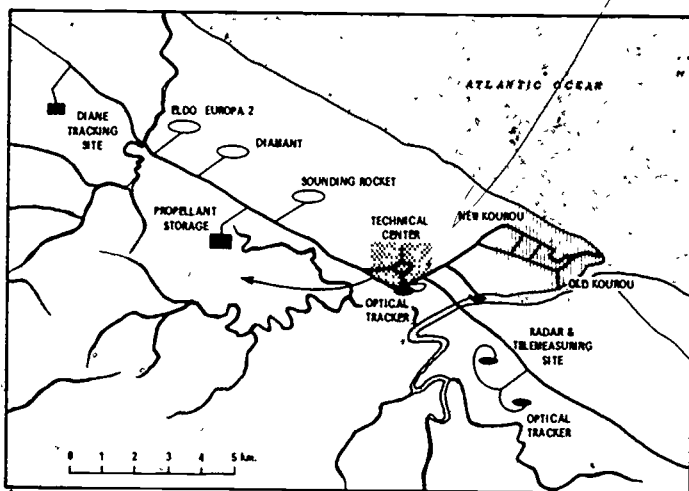 ATLANTIC OCEAN
DIANE
TRACKING
SITE
ELDO EUROPA 2
DIAMANT
SOUNDING ROCKET
PROPELLANT
STORAGE
TECHNICAL
CENTER
NEW KOUROU
OLD KOUROU
OPTICAL
TRACKER
RADAR &
TELEMEASURING
SITE
OPTICAL
TRACKER
0 1 2 3 4 5 Km.